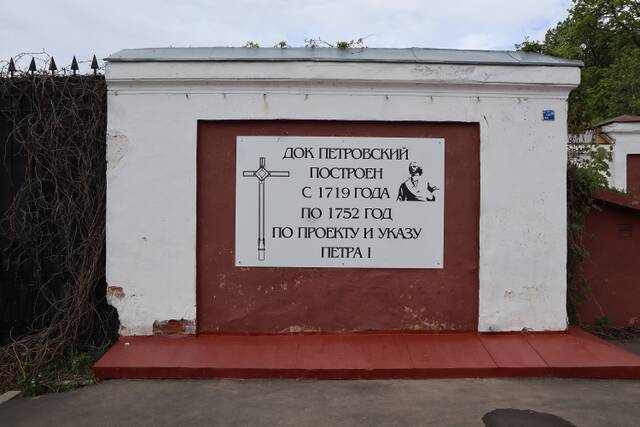 ДОК ПЕТРОВСКИЙ
ПОСТРОЕН
С 1719 ГОДА
ПО 1752 ГОД
ПО ПРОЕКТУ И УКАЗУ
ПЕТРА I